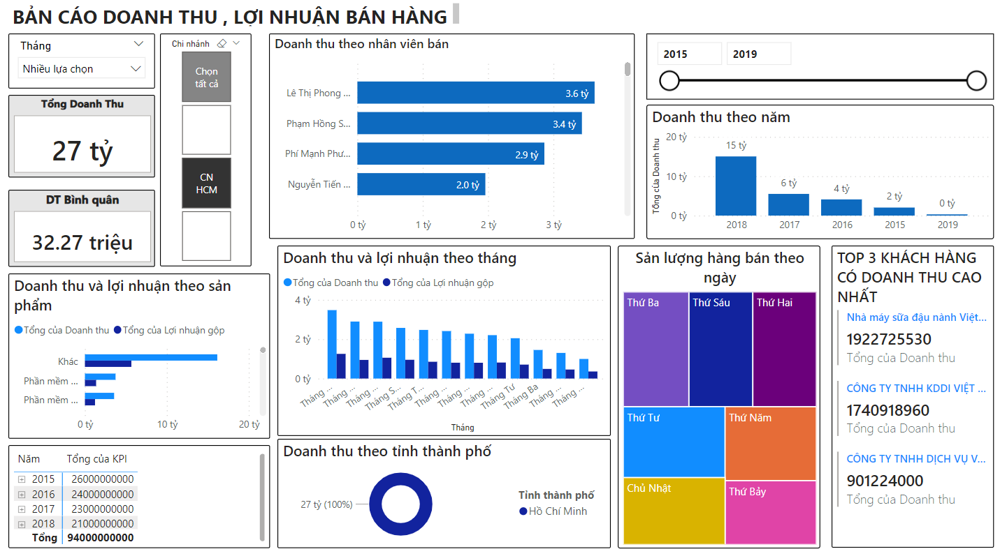 BẢN CÁO DOANH THU , LỢI NHUẬN BÁN HÀNG
Tháng
Nhiều lựa chọn
Tổng Doanh Thu
27 tỷ
DT Bình quân
32.27 triệu
Chi nhánh
Chọn
tất cả
CN
HCM
Doanh thu theo nhân viên bán
Lê Thị Phong ...
3.6 tỷ
Phạm Hồng S...
3.4 tỷ
Phí Mạnh Phư...
2.9 tỷ
Nguyễn Tiến ...
2.0 tỷ
0 tỷ 1 tỷ 2 tỷ 3 tỷ
2015 2019
Doanh thu theo năm
Tổng của Doanh thu
20 tỷ
10 tỷ
0 tỷ
15 tỷ
6 tỷ
4 tỷ
2 tỷ
0 tỷ
2018 2017 2016 2015 2019
Doanh thu và lợi nhuận theo sản
phẩm
Tổng của Doanh thu Tổng của Lợi nhuận gộp
Khác
Phần mềm ...
Phần mềm ...
0 tỷ 10 tỷ 20 tỷ
Năm Tổng của KPI
2015 26000000000
2016 24000000000
2017 23000000000
2018 21000000000
Tổng 94000000000
Doanh thu và lợi nhuận theo tháng
Tổng của Doanh thu Tổng của Lợi nhuận gộp
4 tỷ
2 tỷ
0 tỷ
Tháng ...
Tháng ...
Tháng ...
Tháng S...
Tháng T...
Tháng ...
Tháng ...
Tháng ...
Tháng Tư
Tháng Ba
Tháng ...
Tháng ...
Tháng
Doanh thu theo tỉnh thành phố
27 tỷ (100%)
Tỉnh thành phố
Hồ Chí Minh
Sản lượng hàng bán theo
ngày
Thứ Ba
Thứ Sáu
Thứ Hai
Thứ Tư
Thứ Năm
Chủ Nhật
Thứ Bảy
TOP 3 KHÁCH HÀNG
CÓ DOANH THU CAO
NHẤT
Nhà máy sữa đậu nành Việt...
1922725530
Tổng của Doanh thu
CÔNG TY TNHH KDDI VIỆT ...
1740918960
Tổng của Doanh thu
CÔNG TY TNHH DỊCH VỤ V...
901224000
Tổng của Doanh thu